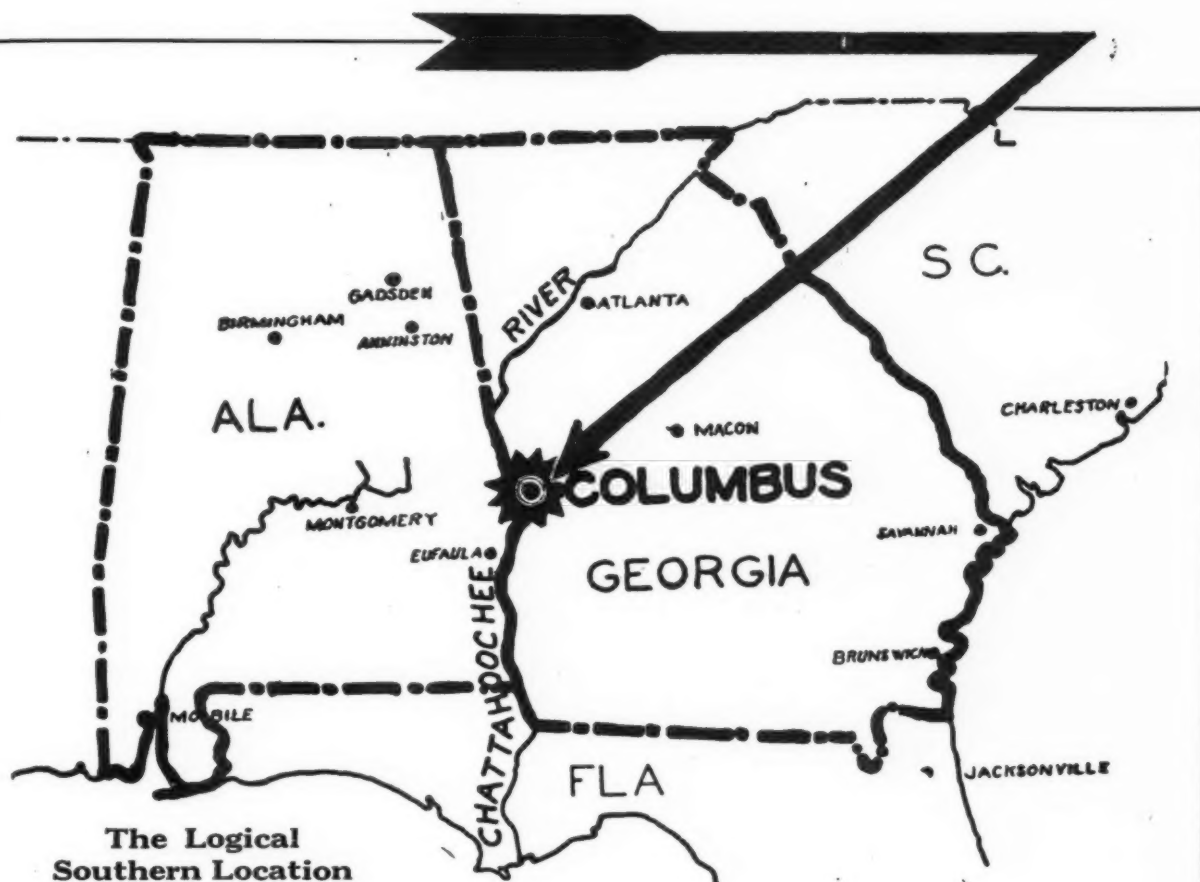 S C.
GADSDEN
RIVER
ATLANTA
BIRMINGHAM
ANNINSTON
ALA.
CHARLESTON
MACON
COLUMBUS
MONTGOMERY
SAVANNAH
EUFAULA
GEORGIA
CHATTAHOOCHEE
BRUNSWICK
MOBILE
FLA
JACKSONVILLE
The Logical
Southern Location